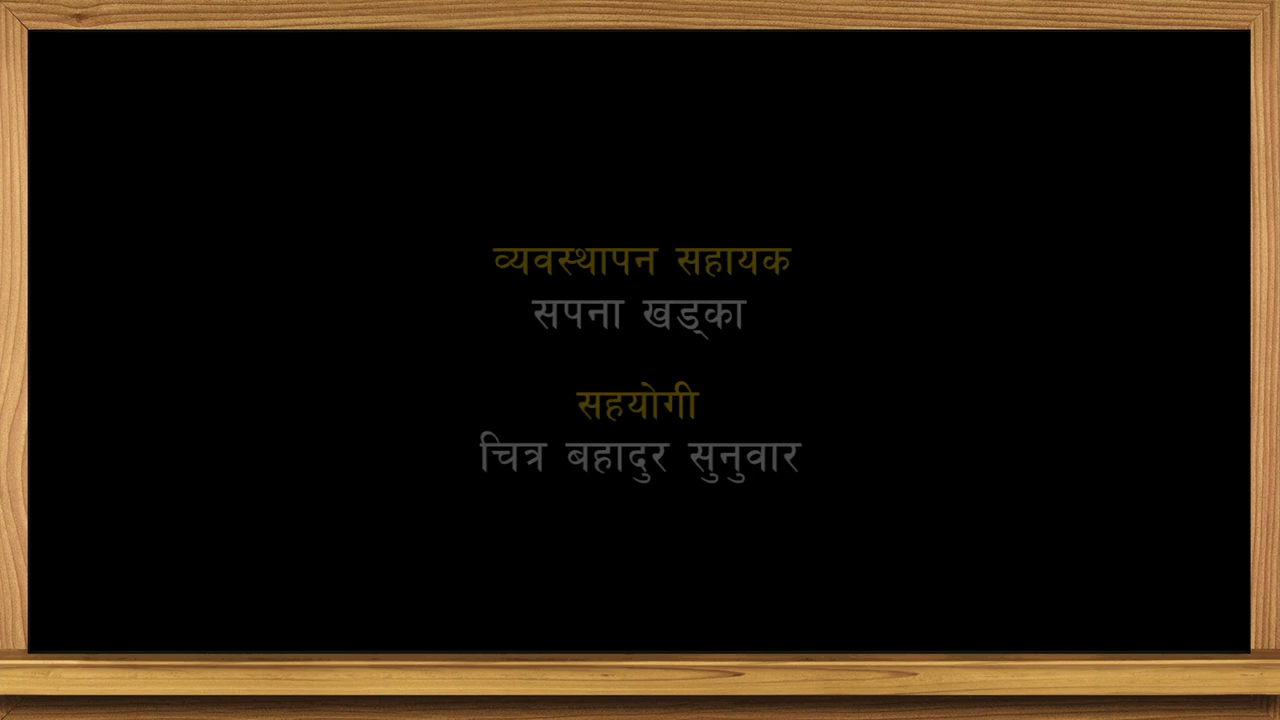 व्यवस्थापन सहायक
सपना खड्का
सहयोगी
चित्र बहादुर सुनुवार